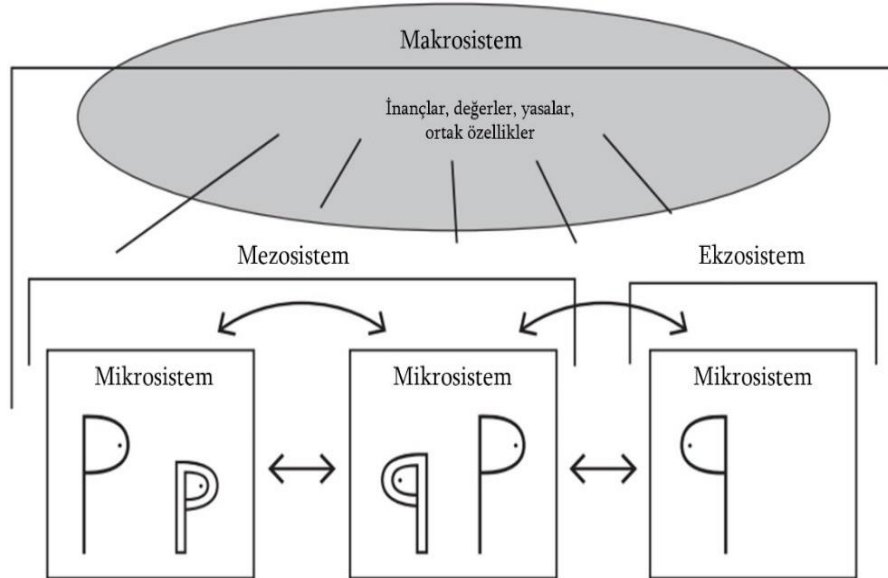 Makrosistem
İnançlar, değerler, yasalar,
ortak özellikler
Mezosistem
Ekzosistem
Mikrosistem
Mikrosistem
Mikrosistem